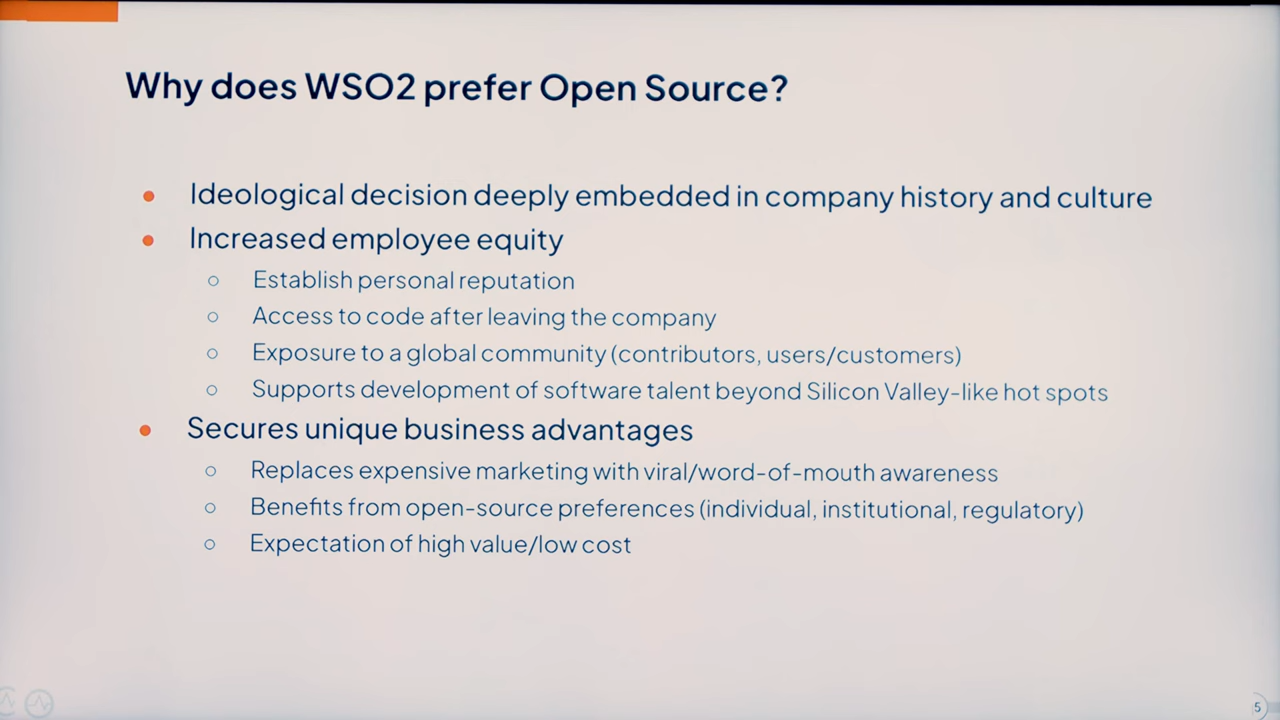 Why does WSO2 prefer Open Source?
● Ideological decision deeply embedded in company history and culture
● Increased employee equity
○ Establish personal reputation
○ Access to code after leaving the company
○ Exposure to a global community (contributors, users/customers)
○ Supports development of software talent beyond Silicon Valley-like hot spots
● Secures unique business advantages
○ Replaces expensive marketing with viral/word-of-mouth awareness
○ Benefits from open-source preferences (individual, institutional, regulatory)
○ Expectation of high value/low cost
5